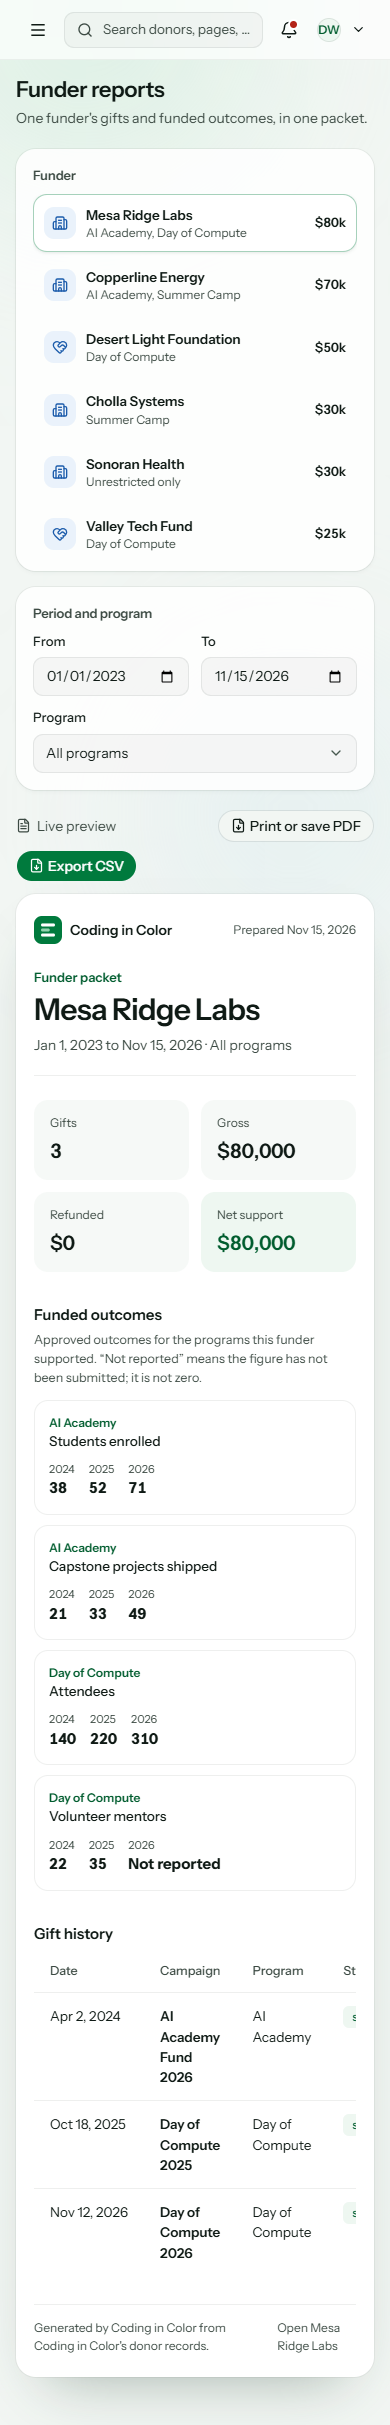 Search donors, pages, ...
DW
Funder reports
One funder's gifts and funded outcomes, in one packet.
Funder
Mesa Ridge Labs
AI Academy, Day of Compute
$80k
Copperline Energy
AI Academy, Summer Camp
$70k
Desert Light Foundation
Day of Compute
$50k
Cholla Systems
Summer Camp
$30k
Sonoran Health
Unrestricted only
$30k
Valley Tech Fund
Day of Compute
$25k
Period and program
From
To
01/01/2023
11/15/2026
Program
All programs
Live preview
Print or save PDF
Export CSV
Coding in Color
Prepared Nov 15, 2026
Funder packet
Mesa Ridge Labs
Jan 1, 2023 to Nov 15, 2026 · All programs
Gifts
3
Gross
$80,000
Refunded
$0
Net support
$80,000
Funded outcomes
Approved outcomes for the programs this funder
supported. “Not reported” means the figure has not
been submitted; it is not zero.
AI Academy
Students enrolled
2024 2025 2026
38 52 71
AI Academy
Capstone projects shipped
2024 2025 2026
21 33 49
Day of Compute
Attendees
2024 2025 2026
140 220 310
Day of Compute
Volunteer mentors
2024 2025 2026
22 35 Not reported
Gift history
Date Campaign Program St
Apr 2, 2024
AI
Academy
Fund
2026
AI
Academy
s
Oct 18, 2025
Day of
Compute
2025
Day of
Compute
s
Nov 12, 2026
Day of
Compute
2026
Day of
Compute
s
Generated by Coding in Color from
Coding in Color's donor records.
Open Mesa
Ridge Labs